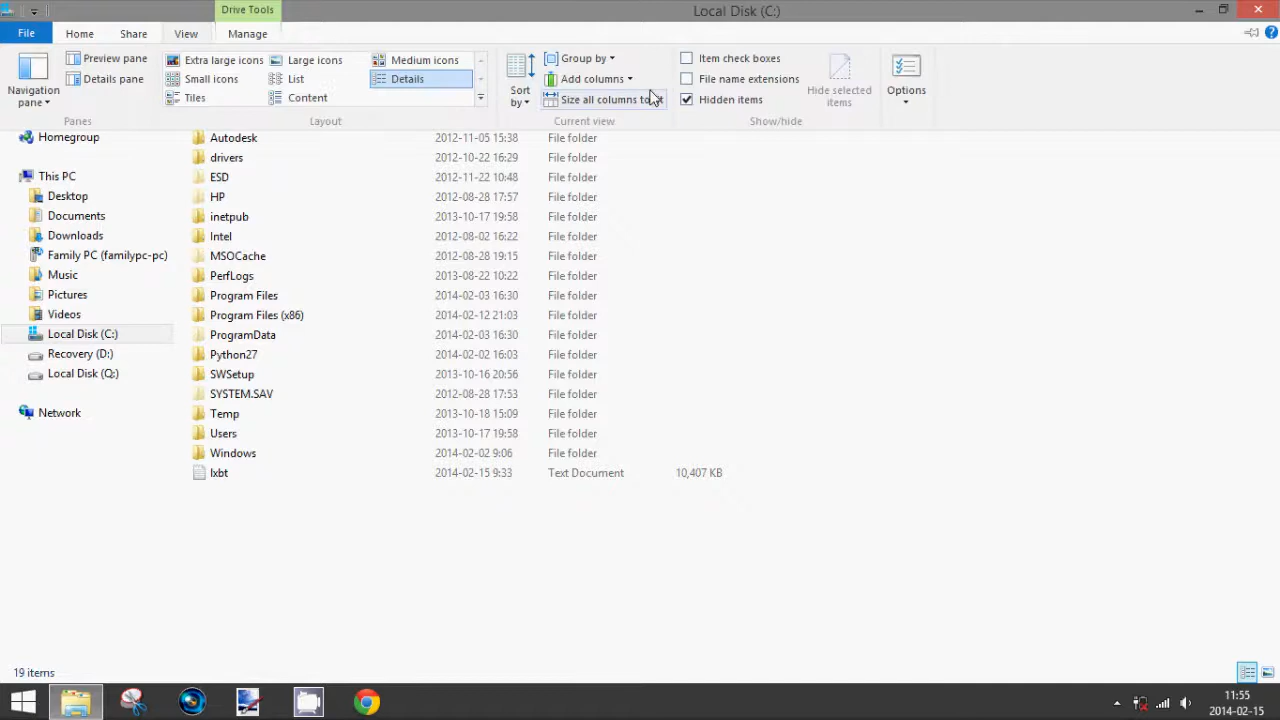 Drive Tools
Local Disk (C:)
File
Home
Share
View
Manage
Navigation pane
Preview pane
Details pane
Panes
Extra large icons
Large icons
Medium icons
Small icons
List
Details
Tiles
Content
Layout
Sort by
Group by
Add columns
Size all columns to
Current view
Item check boxes
File name extensions
Hidden items
Hide selected items
Show/hide
Options
Homegroup
This PC
Desktop
Documents
Downloads
Family PC (familypc-pc)
Music
Pictures
Videos
Local Disk (C:)
Recovery (D:)
Local Disk (Q:)
Network
Autodesk 2012-11-05 15:38 File folder
drivers 2012-10-22 16:29 File folder
ESD 2012-11-22 10:48 File folder
HP 2012-08-28 17:57 File folder
inetpub 2013-10-17 19:58 File folder
Intel 2012-08-02 16:22 File folder
MSOCache 2012-08-28 19:15 File folder
PerfLogs 2013-08-22 10:22 File folder
Program Files 2014-02-03 16:30 File folder
Program Files (x86) 2014-02-12 21:03 File folder
ProgramData 2014-02-03 16:30 File folder
Python27 2014-02-02 16:03 File folder
SWSetup 2013-10-16 20:56 File folder
SYSTEM.SAV 2012-08-28 17:53 File folder
Temp 2013-10-18 15:09 File folder
Users 2013-10-17 19:58 File folder
Windows 2014-02-02 9:06 File folder
lxbt 2014-02-15 9:33 Text Document 10,407 KB
19 items
11:55
2014-02-15